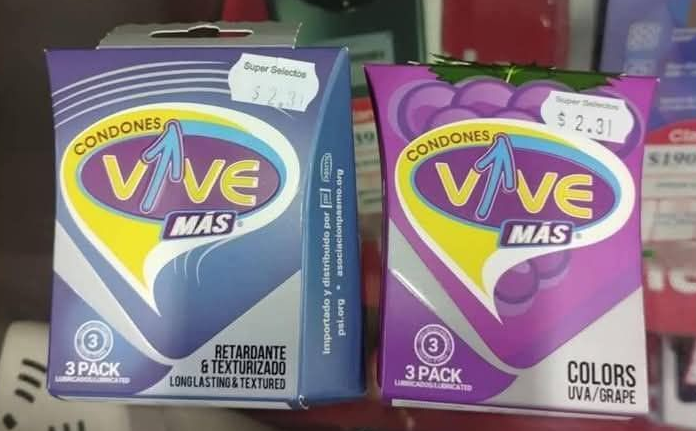 Super Selectos
$ 2.31
CONDONES
VIVE
MÁS
3
3 PACK
LUBRICADOS/LUBRICATED
RETARDANTE
& TEXTURIZADO
LONG LASTING & TEXTURED
Importado y distribuido por psi
psi.org • asociacionpasmo.org
Super Selectos
$ 2.31
CONDONES
VIVE
MÁS
3
3 PACK
LUBRICADOS/LUBRICATED
COLORS
UVA/GRAPE